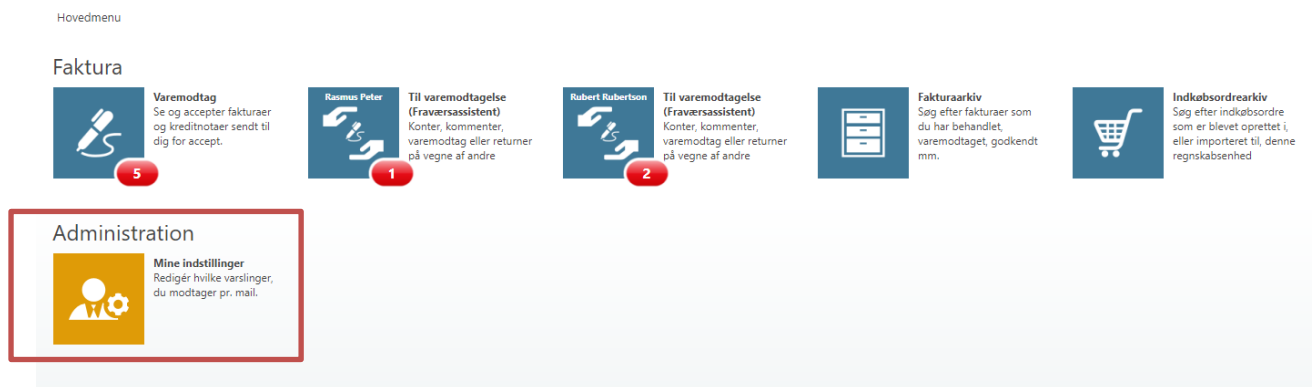 Hovedmenu
Faktura
Varemodtag
Se og accepter fakturaer
og kreditnotaer sendt til
dig for accept.
5
Rasmus Peter
Til varemodtagelse
(Fraværsassistent)
Konter, kommenter,
varemodtag eller returner
på vegne af andre
1
Rubert Rubertson
Til varemodtagelse
(Fraværsassistent)
Konter, kommenter,
varemodtag eller returner
på vegne af andre
2
Fakturaarkiv
Søg efter fakturaer som
du har behandlet,
varemodtaget, godkendt
mm.
Indkøbsordrearkiv
Søg efter indkøbsordre
som er blevet oprettet i,
eller importeret til, denne
regnskabsenhed
Administration
Mine indstillinger
Redigér hvilke varslinger,
du modtager pr. mail.